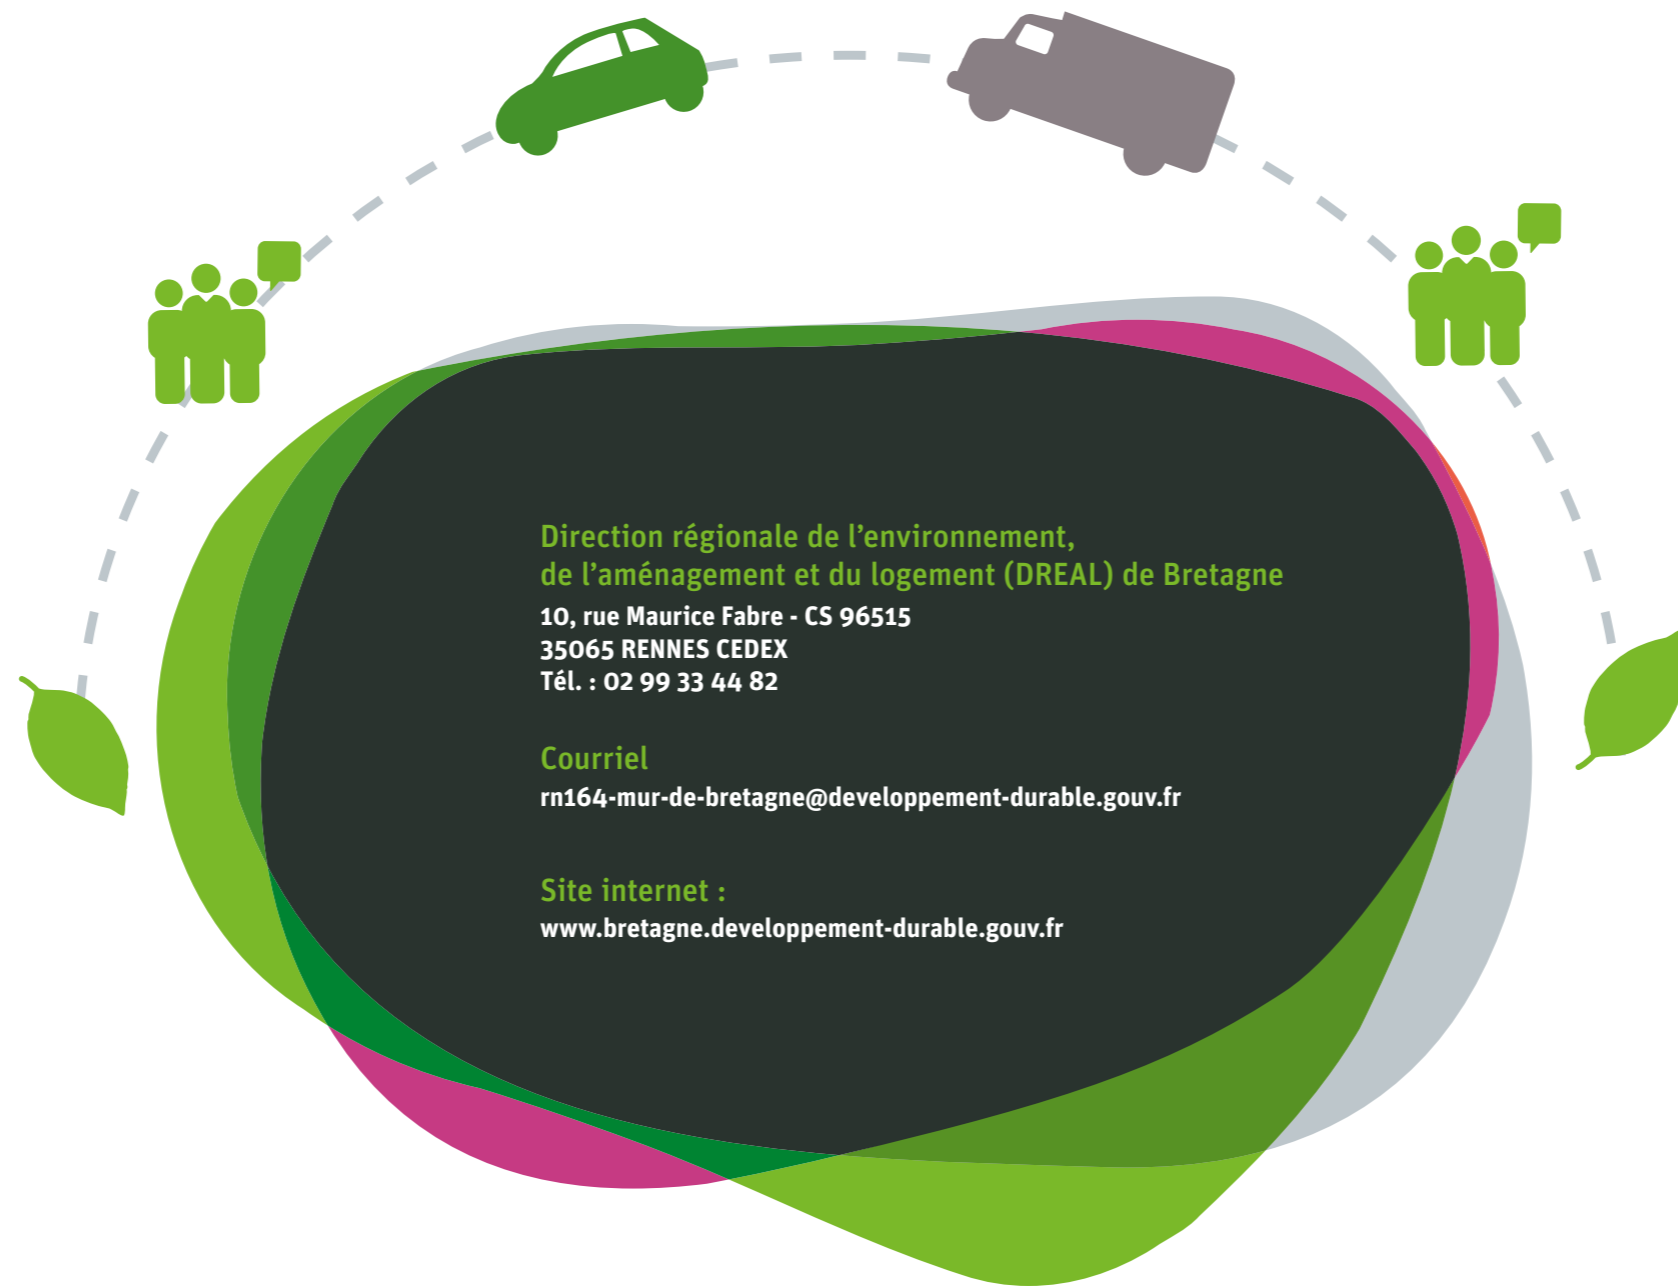 Direction régionale de l’environnement,
de l’aménagement et du logement (DREAL) de Bretagne
10, rue Maurice Fabre - CS 96515
35065 RENNES CEDEX
Tél. : 02 99 33 44 82
Courriel
rn164-mur-de-bretagne@developpement-durable.gouv.fr
Site internet :
www.bretagne.developpement-durable.gouv.fr